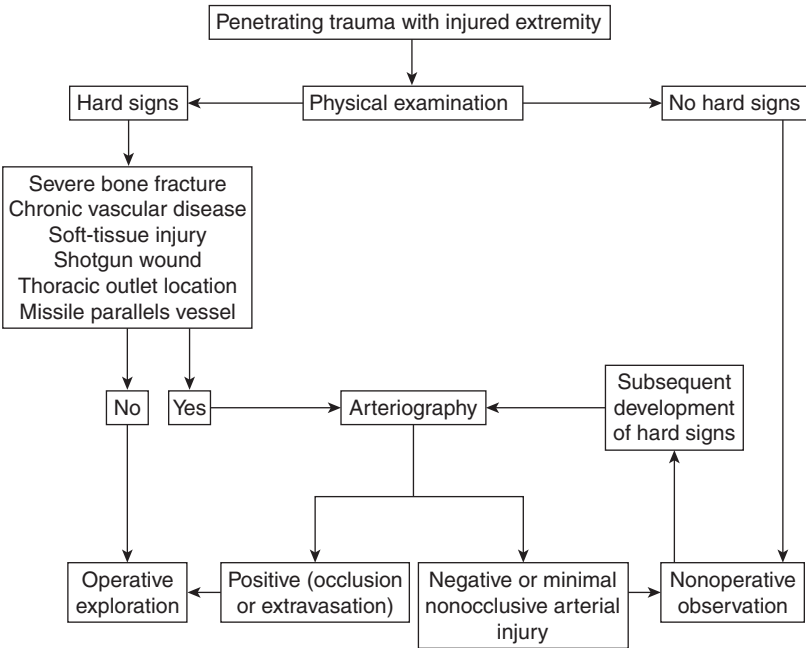 Penetrating trauma with injured extremity
Hard signs
Physical examination
No hard signs
Severe bone fracture
Chronic vascular disease
Soft-tissue injury
Shotgun wound
Thoracic outlet location
Missile parallels vessel
No
Yes
Arteriography
Subsequent
development
of hard signs
Operative
exploration
Positive (occlusion
or extravasation)
Negative or minimal
nonocclusive arterial
injury
Nonoperative
observation